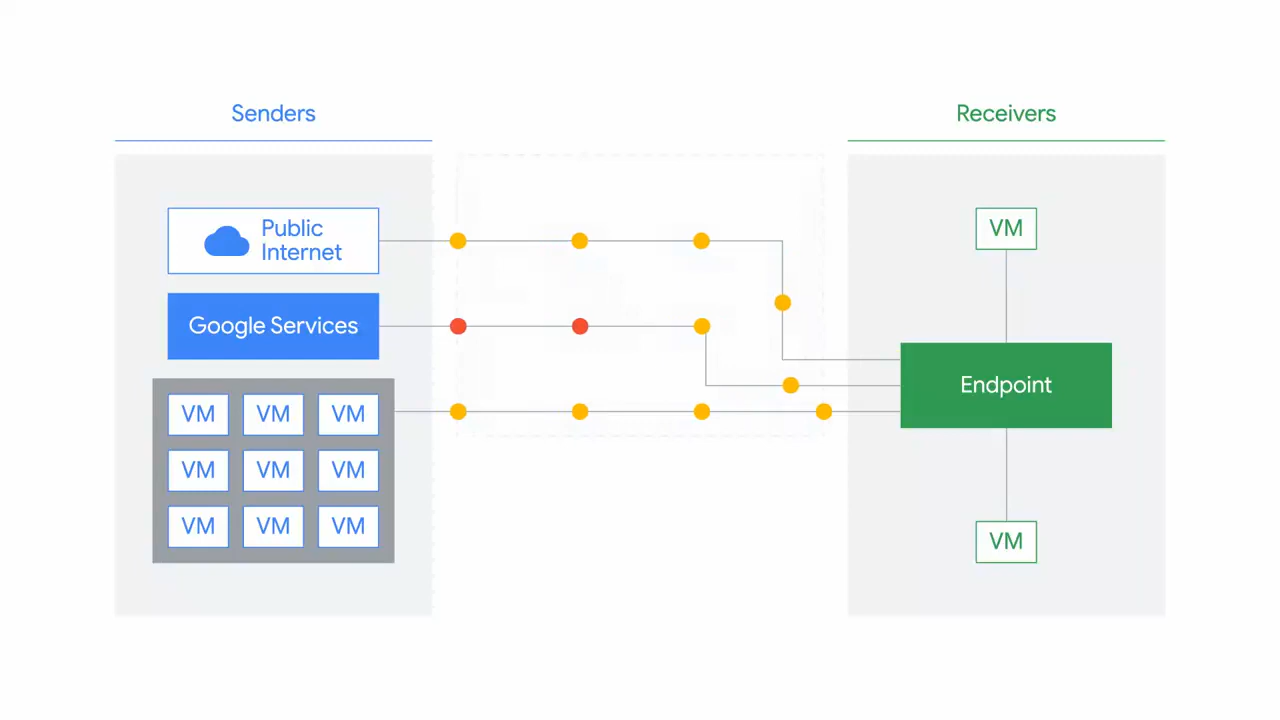 Senders
Receivers
Public
Internet
Google Services
VM VM VM
VM VM VM
VM VM VM
VM
Endpoint
VM